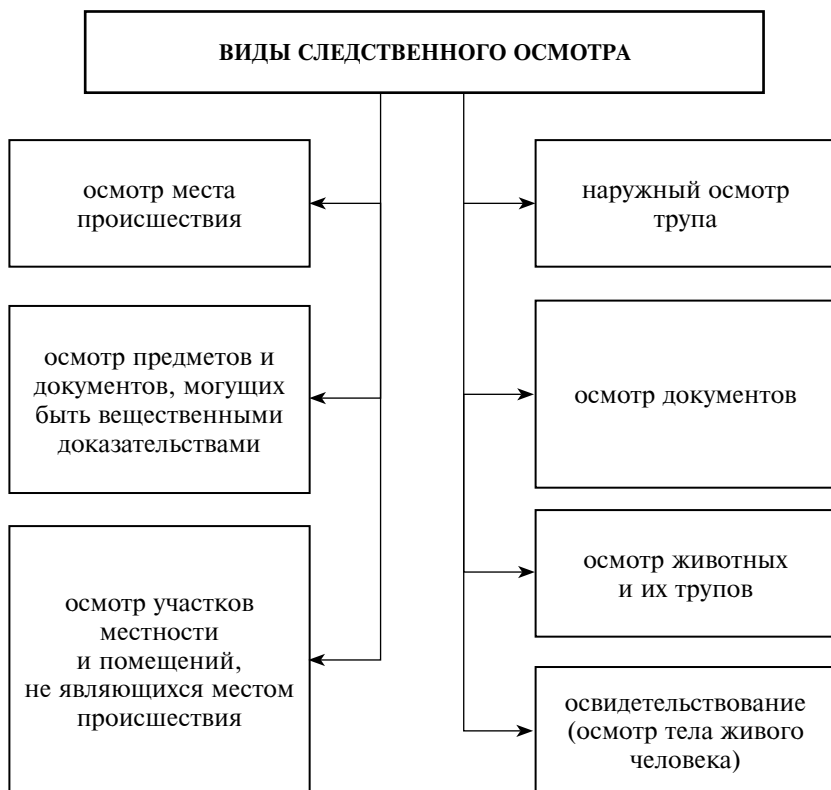 ВИДЫ СЛЕДСТВЕННОГО ОСМОТРА
осмотр места
происшествия
осмотр предметов и
документов, могущих
быть вещественными
доказательствами
осмотр участков
местности
и помещений,
не являющихся местом
происшествия
наружный осмотр
трупа
осмотр документов
осмотр животных
и их трупов
освидетельствование
(осмотр тела живого
человека)